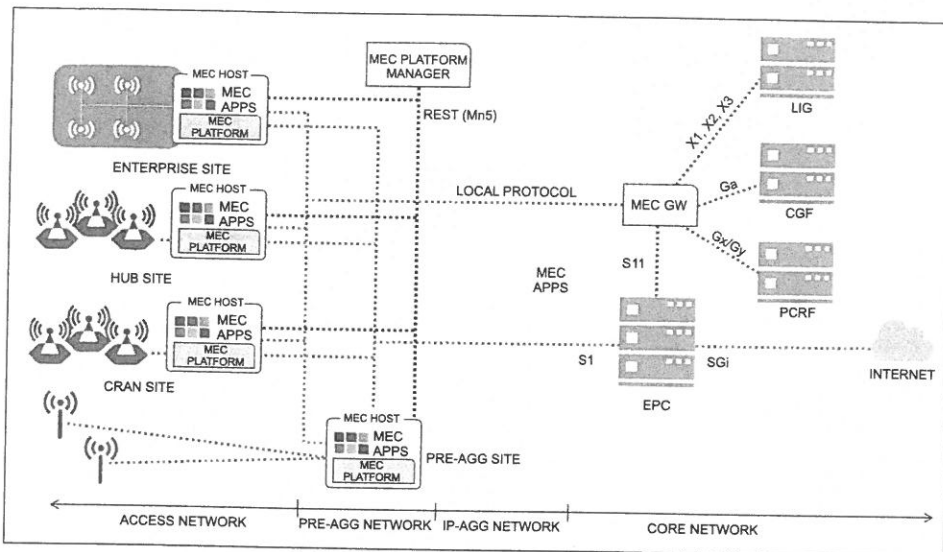 MEC PLATFORM
MANAGER
REST (Mn5)
MEC HOST
MEC
APPS
MEC
PLATFORM
ENTERPRISE SITE
MEC HOST
MEC
APPS
MEC
PLATFORM
HUB SITE
MEC HOST
MEC
APPS
MEC
PLATFORM
CRAN SITE
MEC HOST
MEC
APPS
MEC
PLATFORM
PRE-AGG SITE
LOCAL PROTOCOL
MEC GW
X1, X2, X3
LIG
Ga
CGF
Gx/Gy
PCRF
S11
MEC
APPS
S1
EPC
SGi
INTERNET
ACCESS NETWORK
PRE-AGG NETWORK
IP-AGG NETWORK
CORE NETWORK